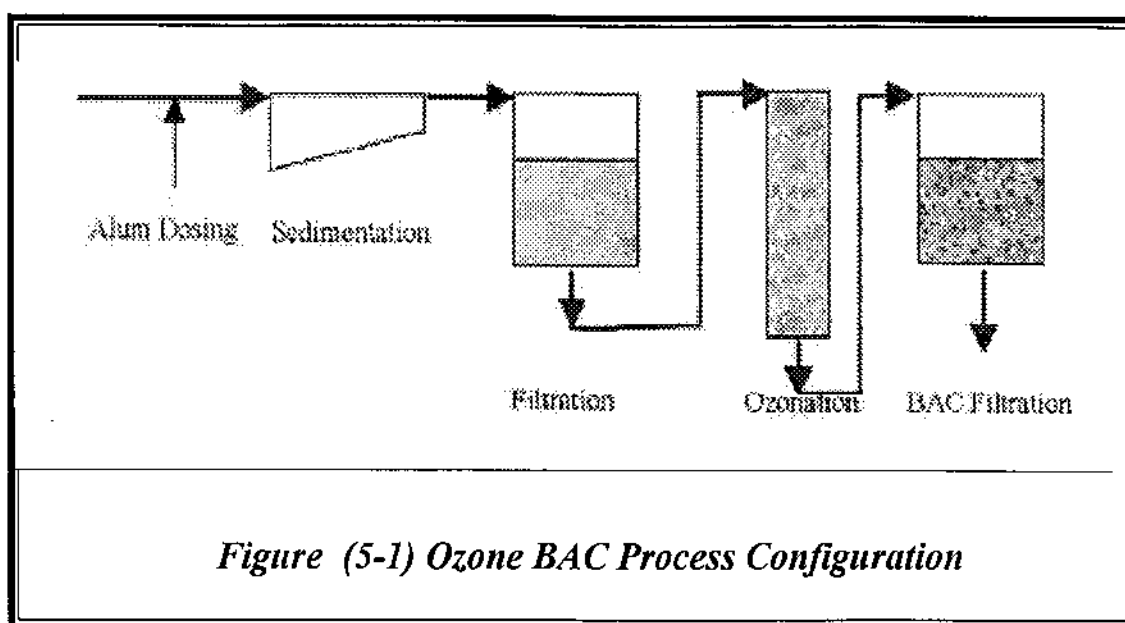 Alum Dosing Sedimentation
Filtration Ozonation BAC Filtration
Figure (5-1) Ozone BAC Process Configuration